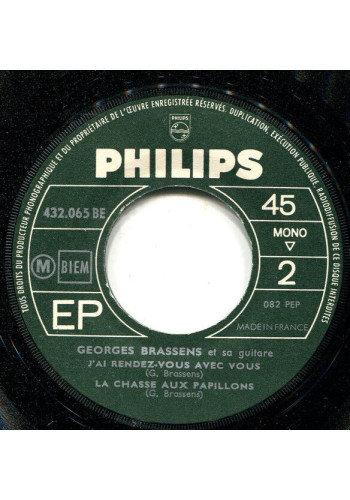 TOUS DROITS DU PRODUCTEUR PHONOGRAPHIQUE ET DU PROPRIÉTAIRE DE L'ŒUVRE ENREGISTRÉE RÉSERVÉS. DUPLICATION, EXÉCUTION PUBLIQUE, RADIODIFFUSION DE CE DISQUE INTERDITES
PHILIPS
PHILIPS
432.065 BE
45
MONO
M BIEM
2
EP
082 PEP
MADE IN FRANCE
GEORGES BRASSENS et sa guitare
J'AI RENDEZ-VOUS AVEC VOUS
(G. Brassens)
LA CHASSE AUX PAPILLONS
(G. Brassens)